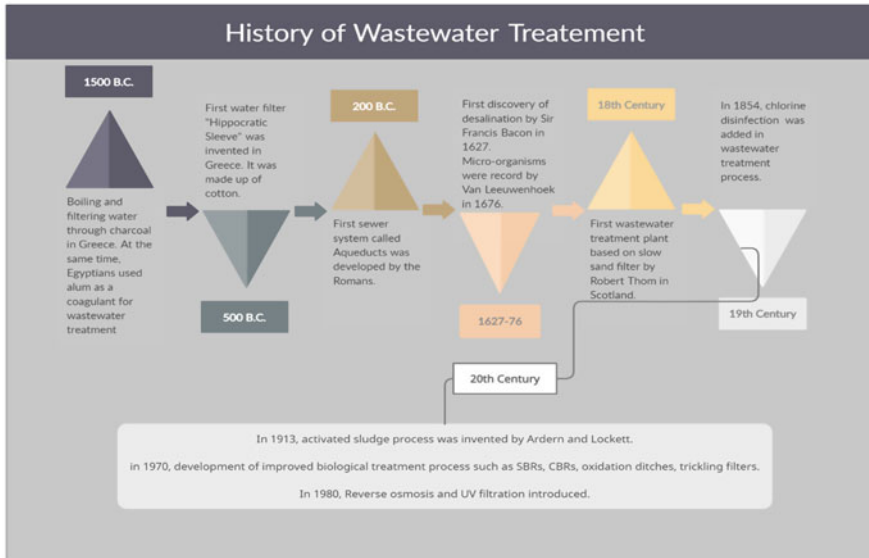 History of Wastewater Treatement
1500 B.C.
Boiling and
filtering water
through charcoal
in Greece. At the
same time,
Egyptians used
alum as a
coagulant for
wastewater
treatment
First water filter
"Hippocratic
Sleeve" was
invented in
Greece. It was
made up of
cotton.
500 B.C.
200 B.C.
First sewer
system called
Aqueducts was
developed by the
Romans.
First discovery of
desalination by Sir
Francis Bacon in
1627.
Micro-organisms
were record by
Van Leeuwenhoek
in 1676.
1627-76
18th Century
First wastewater
treatment plant
based on slow
sand filter by
Robert Thom in
Scotland.
In 1854, chlorine
disinfection was
added in
wastewater
treatment
process.
19th Century
20th Century
In 1913, activated sludge process was invented by Ardern and Lockett.
in 1970, development of improved biological treatment process such as SBRs, CBRs, oxidation ditches, trickling filters.
In 1980, Reverse osmosis and UV filtration introduced.